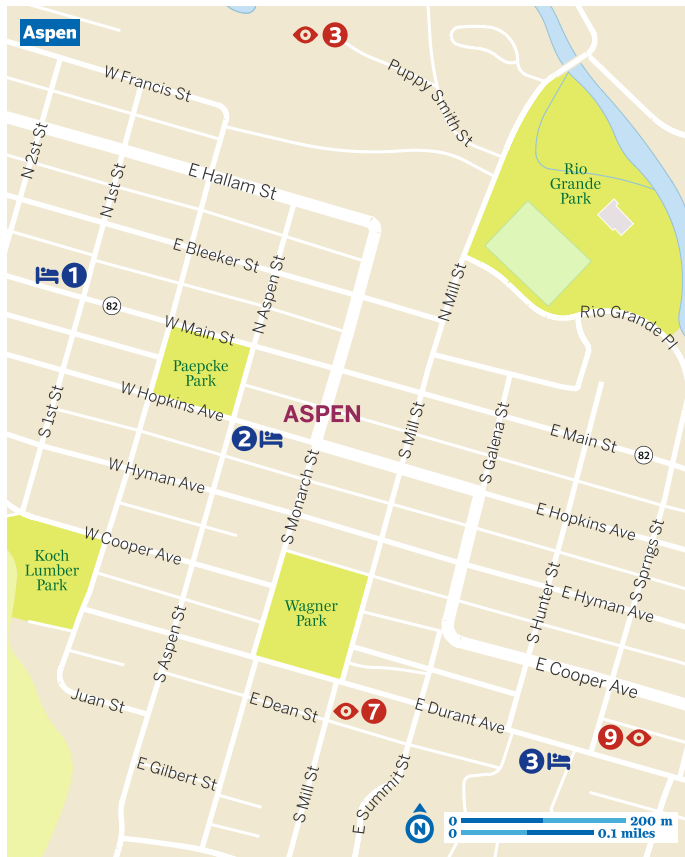 Aspen
3
Puppy Smith St
W Francis St
N 2st St
N 1st St
E Hallam St
Rio
Grande
Park
E Bleeker St
N Aspen St
N Mill St
1
82
W Main St
Rio Grande Pl
Paepcke
Park
W Hopkins Ave
S 1st St
ASPEN
2
S Mill St
S Galena St
E Main St
82
W Hyman Ave
S Monarch St
E Hopkins Ave
W Cooper Ave
Koch
Lumber
Park
S Sprngs St
E Hyman Ave
S Hunter St
Wagner
Park
S Aspen St
E Cooper Ave
Juan St
E Dean St
7
E Durant Ave
9
3
E Gilbert St
S Mill St
E Summit St
N
0 200 m
0 0.1 miles